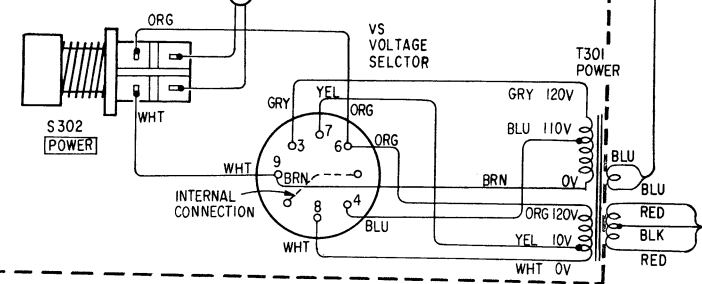 ORG
VS
VOLTAGE
SELCTOR
T301
POWER
GRY 120V
YEL
GRY
ORG
S302
POWER
WHT
BLU 110V
7
3
6
ORG
BLU
WHT
9
BRN
BRN
0V
BLU
INTERNAL
CONNECTION
8
4
BLU
ORG 120V
RED
YEL 10V
BLK
WHT
WHT 0V
RED